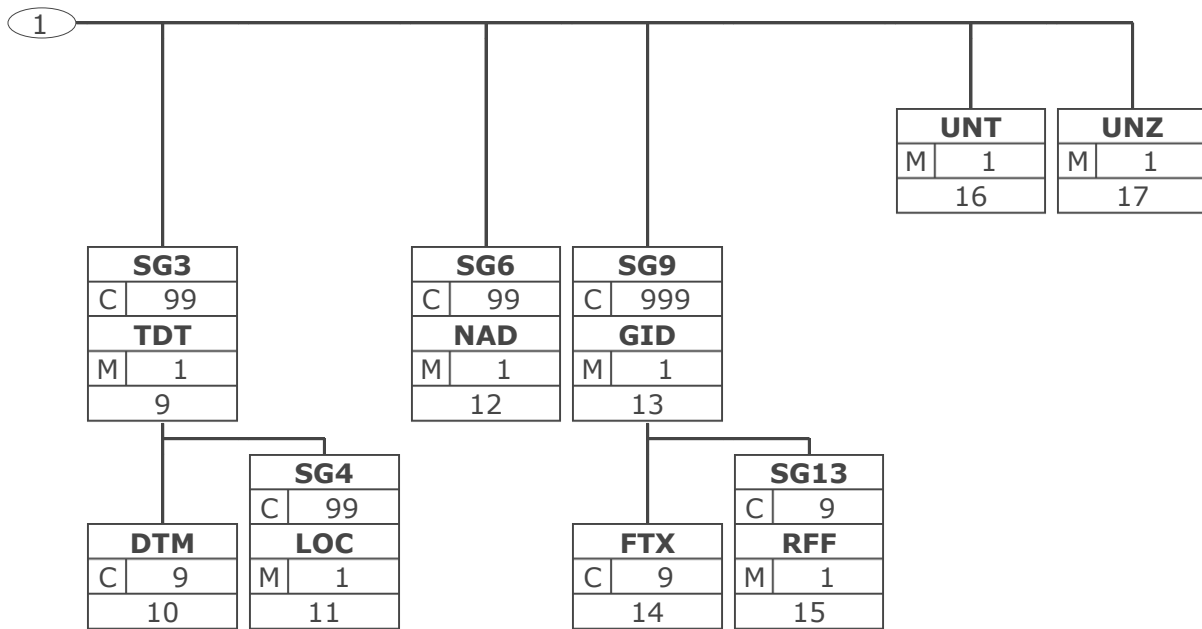 1
UNT
M 1
16
UNZ
M 1
17
SG3
C 99
TDT
M 1
9
SG6
C 99
NAD
M 1
12
SG9
C 999
GID
M 1
13
DTM
C 9
10
SG4
C 99
LOC
M 1
11
FTX
C 9
14
SG13
C 9
RFF
M 1
15